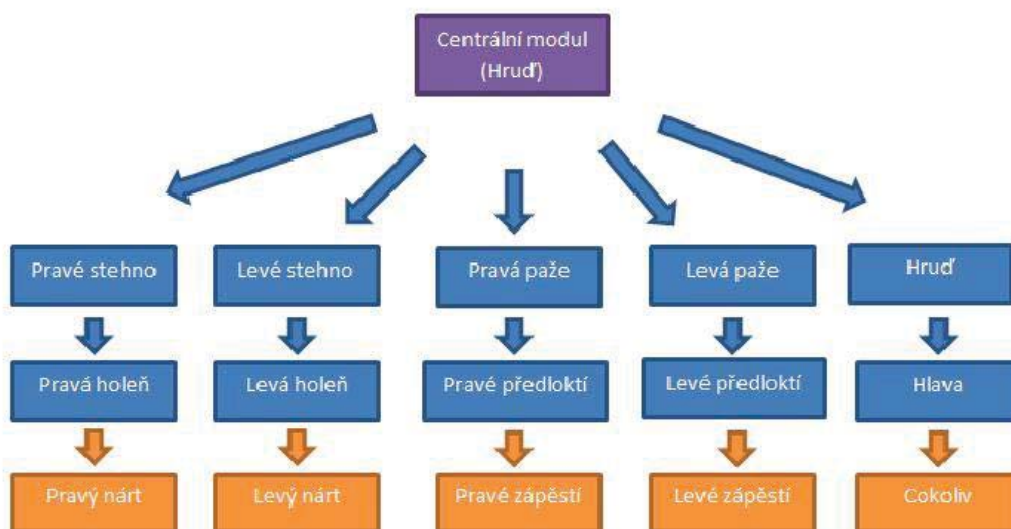 Centrální modul
(Hruď)
Pravé stehno
Levé stehno
Pravá paže
Levá paže
Hruď
Pravá holeň
Levá holeň
Pravé předloktí
Levé předloktí
Hlava
Pravý nárt
Levý nárt
Pravé zápěstí
Levé zápěstí
Cokoliv